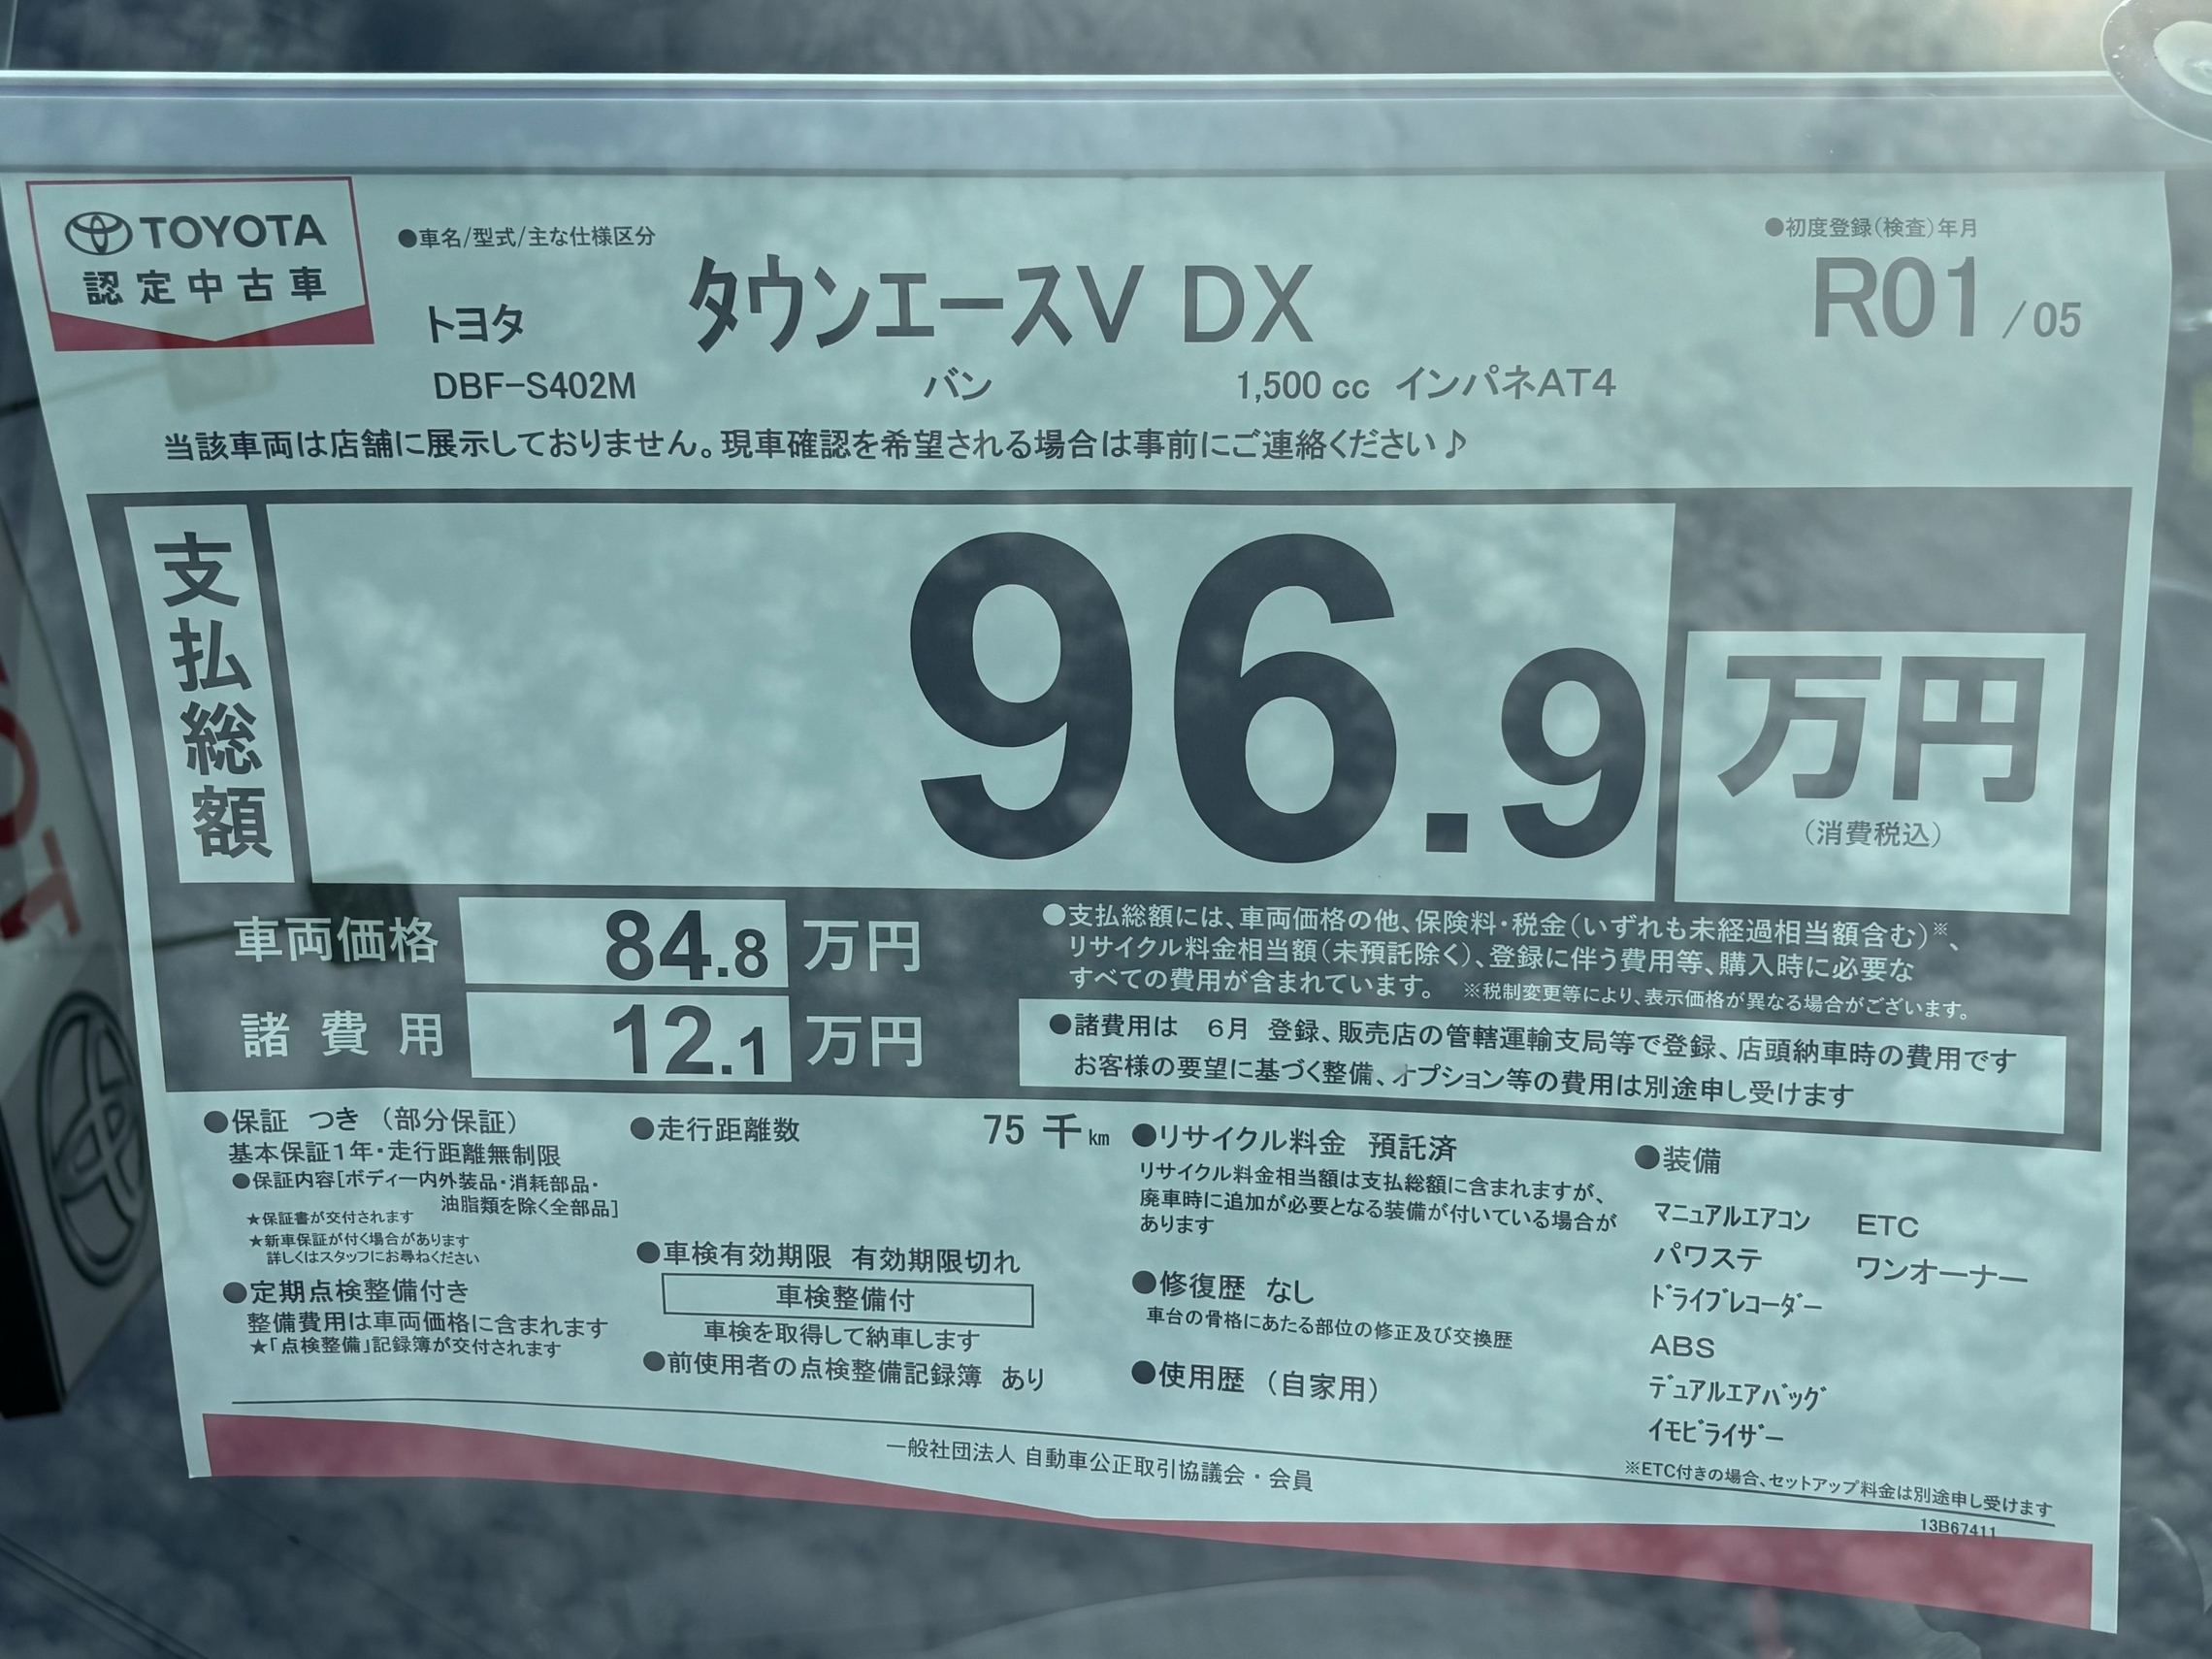 TOYOTA
認定中古車
●車名/型式/主な仕様区分
●初度登録(検査)年月
トヨタ タウンエースV DX
R01/05
DBF-S402M バン 1,500 cc インパネAT4
当該車両は店舗に展示しておりません。現車確認を希望される場合は事前にご連絡ください♪
支払総額
96.9万円
(消費税込)
車両価格 84.8万円
諸費用 12.1万円
●支払総額には、車両価格の他、保険料・税金(いずれも未経過相当額含む)※、
リサイクル料金相当額(未預託除く)、登録に伴う費用等、購入時に必要な
すべての費用が含まれています。 ※税制変更等により、表示価格が異なる場合がございます。
●諸費用は 6月 登録、販売店の管轄運輸支局等で登録、店頭納車時の費用です
お客様の要望に基づく整備、オプション等の費用は別途申し受けます
●保証 つき (部分保証)
基本保証1年・走行距離無制限
●保証内容[ボディー内外装品・消耗部品・
油脂類を除く全部品]
★保証書が交付されます
★新車保証が付く場合があります
詳しくはスタッフにお尋ねください
●定期点検整備付き
整備費用は車両価格に含まれます
★「点検整備」記録簿が交付されます
●走行距離数 75 千km
●車検有効期限 有効期限切れ
車検整備付
車検を取得して納車します
●前使用者の点検整備記録簿 あり
●リサイクル料金 預託済
リサイクル料金相当額は支払総額に含まれますが、
廃車時に追加が必要となる装備が付いている場合が
あります
●修復歴 なし
車台の骨格にあたる部位の修正及び交換歴
●使用歴 (自家用)
●装備
マニュアルエアコン ETC
パワステ ワンオーナー
ﾄﾞﾗｲﾌﾞﾚｺｰﾀﾞｰ
ABS
ﾃﾞｭｱﾙｴｱﾊﾞｯｸﾞ
ｲﾓﾋﾞﾗｲｻﾞｰ
※ETC付きの場合、セットアップ料金は別途申し受けます
一般社団法人 自動車公正取引協議会・会員
13B67411